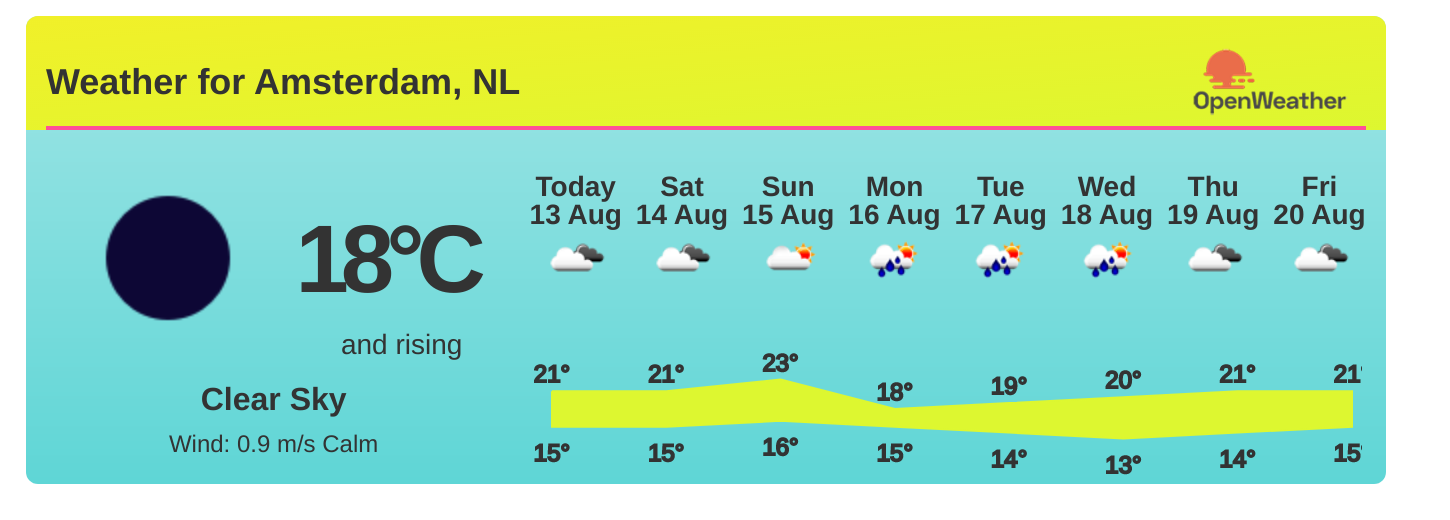 Weather for Amsterdam, NL
OpenWeather
18°C
and rising
Clear Sky
Wind: 0.9 m/s Calm
Today Sat Sun Mon Tue Wed Thu Fri
13 Aug 14 Aug 15 Aug 16 Aug 17 Aug 18 Aug 19 Aug 20 Aug
21° 21° 23° 18° 19° 20° 21° 21
15° 15° 16° 15° 14° 13° 14° 15